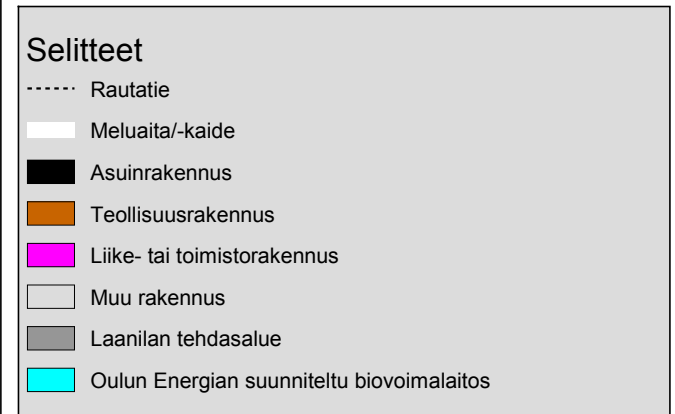 Selitteet
Rautatie
Meluaita/-kaide
Asuinrakennus
Teollisuusrakennus
Liike- tai toimistorakennus
Muu rakennus
Laanilan tehdasalue
Oulun Energian suunniteltu biovoimalaitos